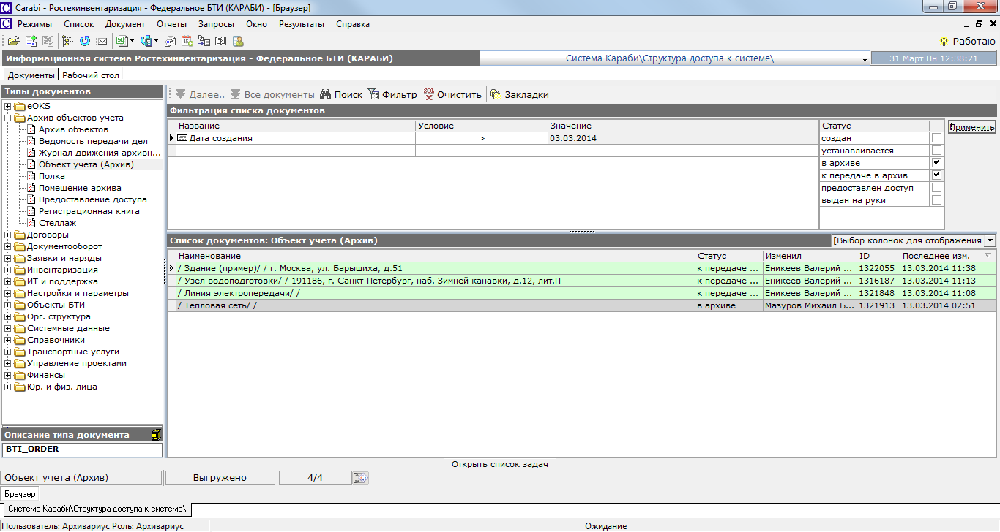 Carabi - Ростехинвентаризация - Федеральное БТИ (КАРАБИ) - [Браузер]
Режимы Список Документ Отчеты Запросы Окно Результаты Справка
Работаю
Информационная система Ростехинвентаризация - Федеральное БТИ (КАРАБИ) Система Караби\Структура доступа к системе\ 31 Март Пн 12:38:21
Документы Рабочий стол
Типы документов
eOKS
Архив объектов учета
Архив объектов
Ведомость передачи дел
Журнал движения архивн...
Объект учета (Архив)
Полка
Помещение архива
Предоставление доступа
Регистрационная книга
Стеллаж
Договоры
Документооборот
Заявки и наряды
Инвентаризация
ИТ и поддержка
Настройки и параметры
Объекты БТИ
Орг. структура
Системные данные
Справочники
Транспортные услуги
Управление проектами
Финансы
Юр. и физ. лица
Описание типа документа
BTI_ORDER
Далее.. Все документы Поиск Фильтр Очистить Закладки
Фильтрация списка документов
Название Условие Значение
Дата создания > 03.03.2014
Статус
создан
устанавливается
в архиве
к передаче в архив
предоставлен доступ
выдан на руки
Применить
Список документов: Объект учета (Архив) [Выбор колонок для отображения
Наименование Статус Изменил ID Последнее изм.
/ Здание (пример)/ / г. Москва, ул. Барышиха, д.51 к передаче ... Еникеев Валерий ... 1322055 13.03.2014 11:38
/ Узел водоподготовки/ / 191186, г. Санкт-Петербург, наб. Зимней канавки, д.12, лит.П к передаче ... Еникеев Валерий ... 1316187 13.03.2014 11:13
/ Линия электропередачи/ / к передаче ... Еникеев Валерий ... 1321848 13.03.2014 11:08
/ Тепловая сеть/ / в архиве Мазуров Михаил Б... 1321913 13.03.2014 02:51
Открыть список задач
Объект учета (Архив) Выгружено 4/4
Браузер
Система Караби\Структура доступа к системе\
Пользователь: Архивариус Роль: Архивариус Ожидание